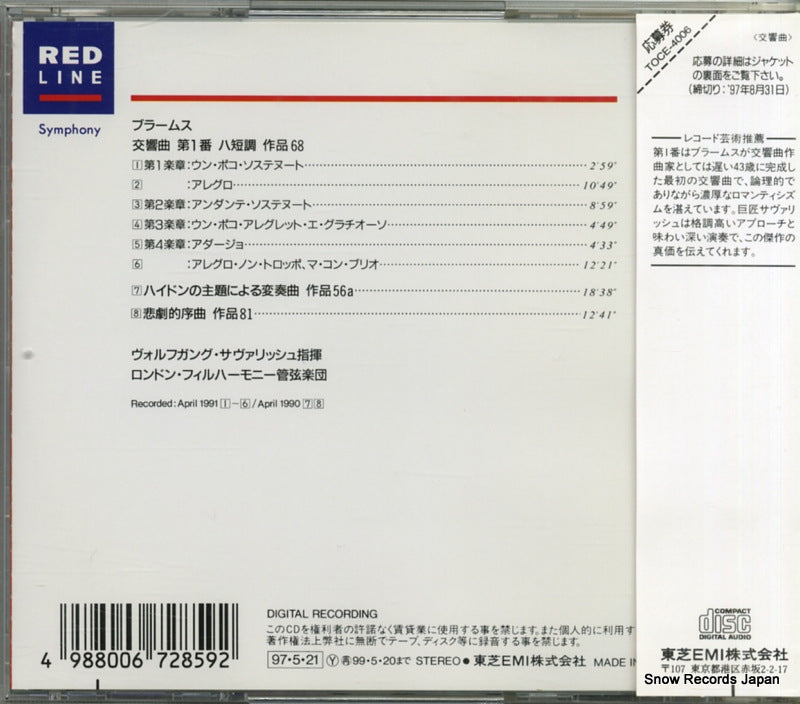 RED
LINE
Symphony
ブラームス
交響曲 第1番 ハ短調 作品68
1 第1楽章:ウン・ポコ・ソステヌート 2'59"
2 :アレグロ 10'49"
3 第2楽章:アンダンテ・ソステヌート 8'59"
4 第3楽章:ウン・ポコ・アレグレット・エ・グラチオーソ 4'49"
5 第4楽章:アダージョ 4'33"
6 :アレグロ・ノン・トロッポ、マ・コン・ブリオ 12'21"
7 ハイドンの主題による変奏曲 作品56a 18'38"
8 悲劇的序曲 作品81 12'41"
ヴォルフガング・サヴァリッシュ指揮
ロンドン・フィルハーモニー管弦楽団
Recorded: April 1991 1-6 / April 1990 7 8
4 988006 728592
DIGITAL RECORDING
このCDを権利者の許諾なく賃貸業に使用する事を禁じます。また個人的に利用す
著作権法上弊社に無断でテープ、ディスク等に録音する事を禁じます。
97・5・21 Ⓨ 再99・5・20まで STEREO ● 東芝EMI株式会社 MADE IN
応募券
TOCE-4006
〈交響曲〉
応募の詳細はジャケット
の裏面をご覧下さい。
(締切り:'97年8月31日)
レコード芸術推薦
第1番はブラームスが交響曲作
曲家としては遅い43歳に完成し
た最初の交響曲で、論理的で
ありながら濃厚なロマンティシズ
ムを湛えています。巨匠サヴァリ
ッシュは格調高いアプローチと
味わい深い演奏で、この傑作の
真価を伝えてくれます。
COMPACT
disc
DIGITAL AUDIO
東芝EMI株式会社
〒107 東京都港区赤坂2-2-17
Snow Records Japan